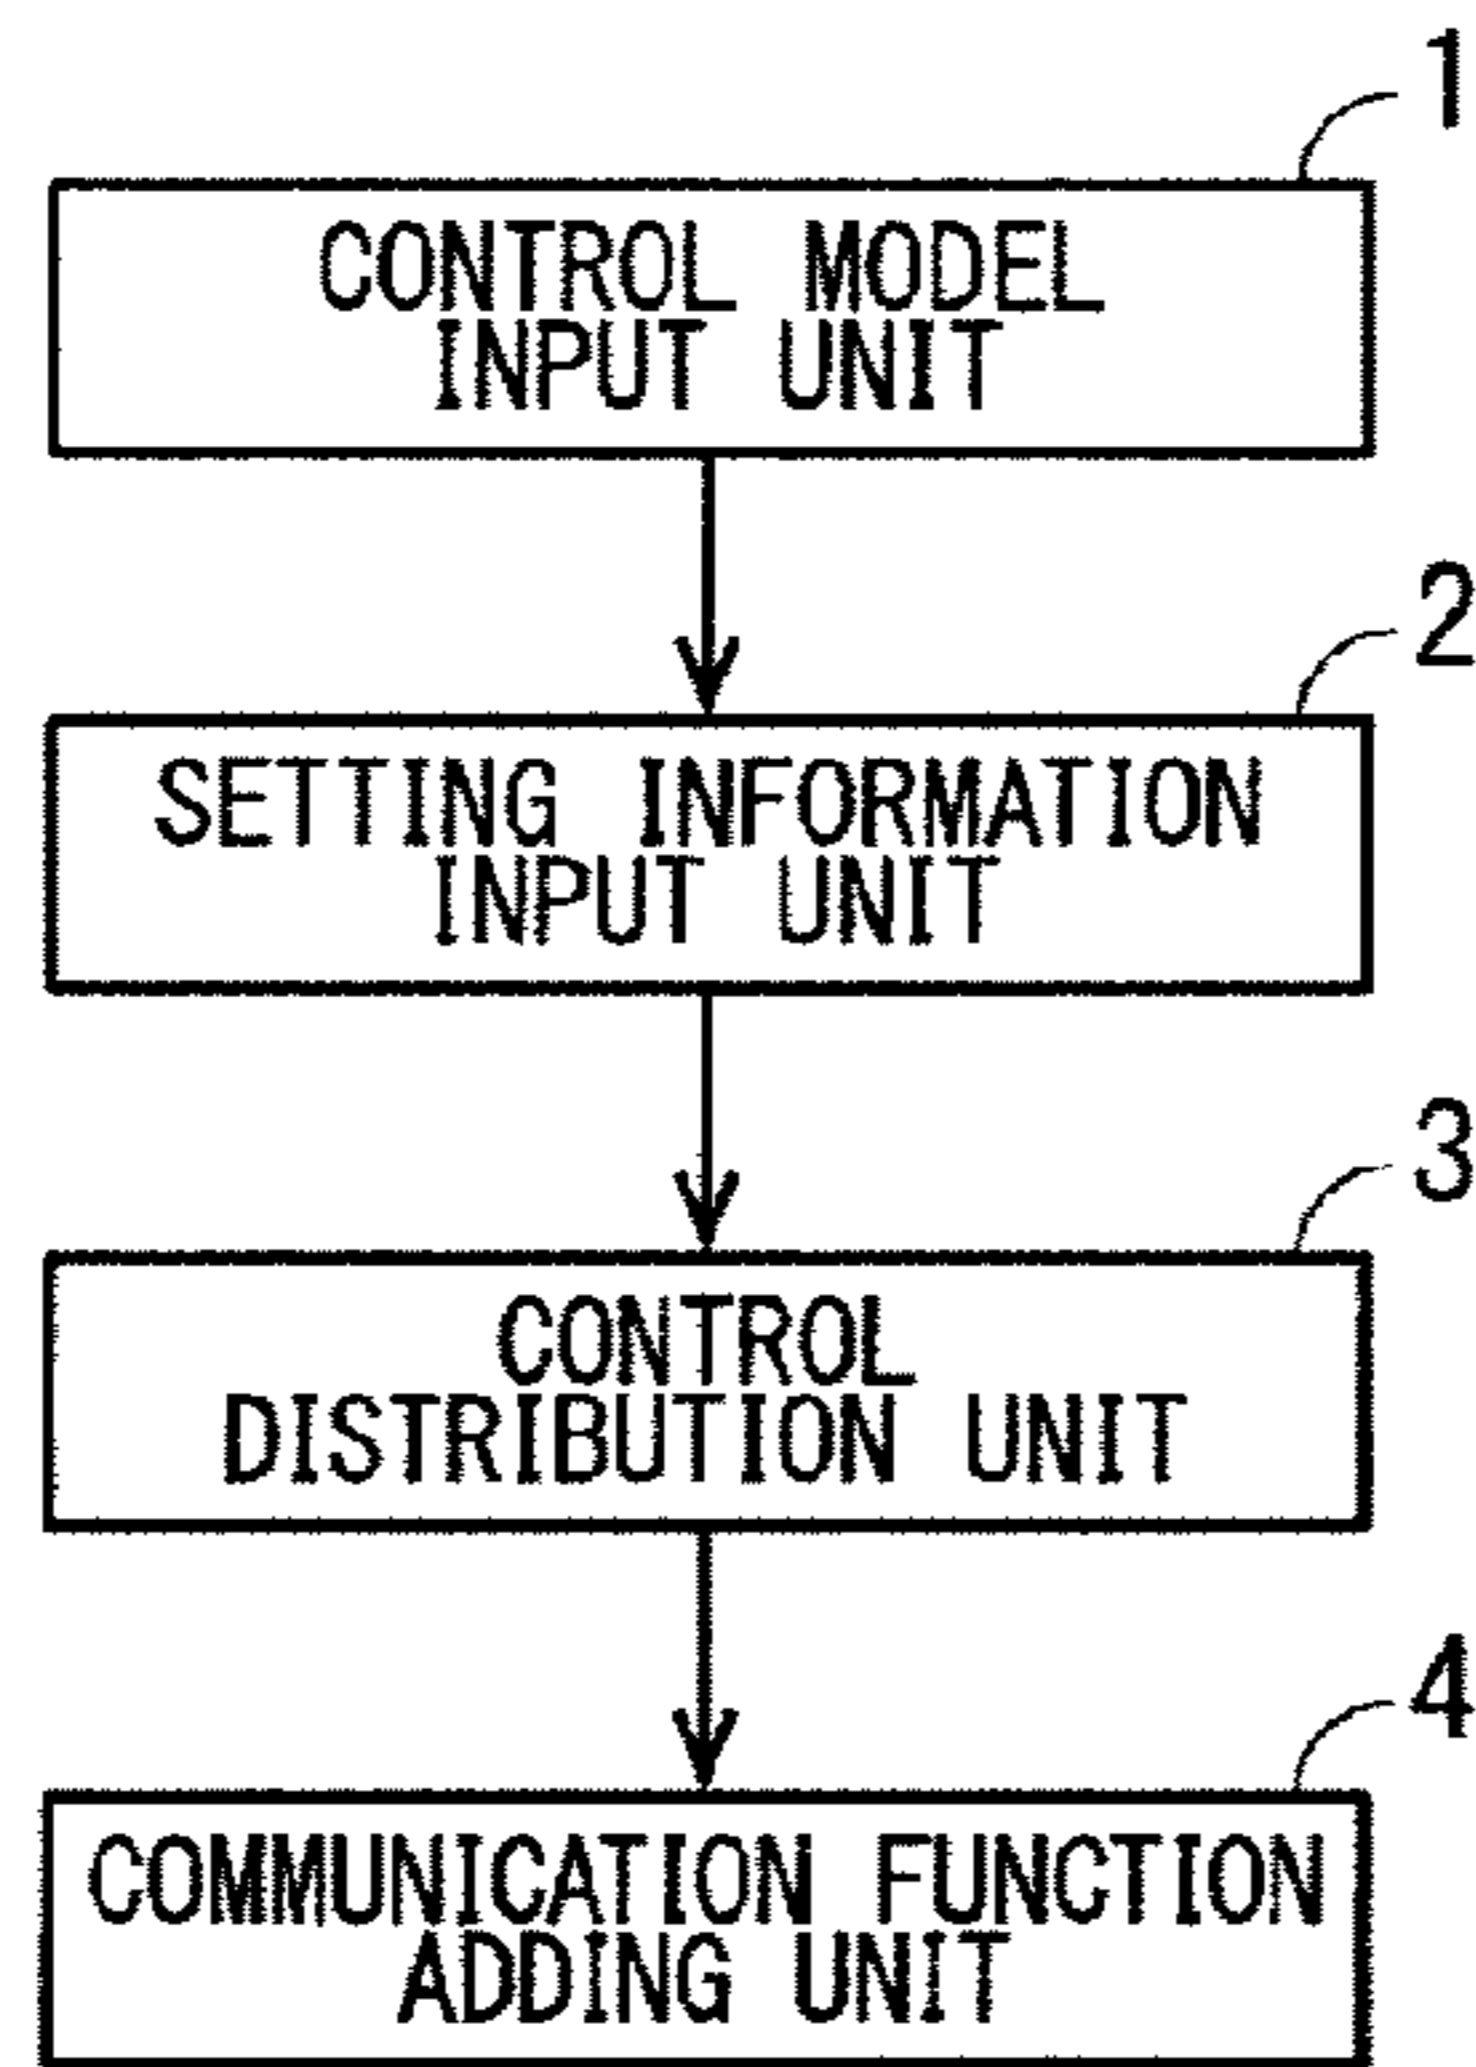 1
CONTROL MODEL
INPUT UNIT
2
SETTING INFORMATION
INPUT UNIT
3
CONTROL
DISTRIBUTION UNIT
4
COMMUNICATION FUNCTION
ADDING UNIT